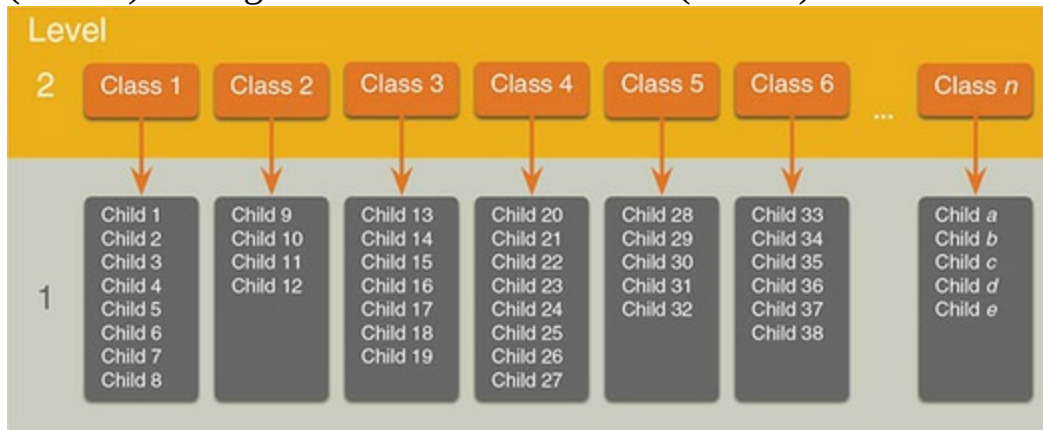 Level
2
Class 1
Class 2
Class 3
Class 4
Class 5
Class 6
...
Class n
1
Child 1
Child 2
Child 3
Child 4
Child 5
Child 6
Child 7
Child 8
Child 9
Child 10
Child 11
Child 12
Child 13
Child 14
Child 15
Child 16
Child 17
Child 18
Child 19
Child 20
Child 21
Child 22
Child 23
Child 24
Child 25
Child 26
Child 27
Child 28
Child 29
Child 30
Child 31
Child 32
Child 33
Child 34
Child 35
Child 36
Child 37
Child 38
Child a
Child b
Child c
Child d
Child e